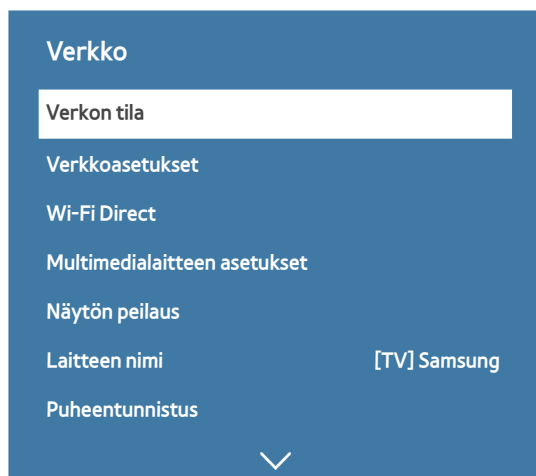 Verkko
Verkon tila
Verkkoasetukset
Wi-Fi Direct
Multimedialaitteen asetukset
Näytön peilaus
Laitteen nimi [TV] Samsung
Puheentunnistus